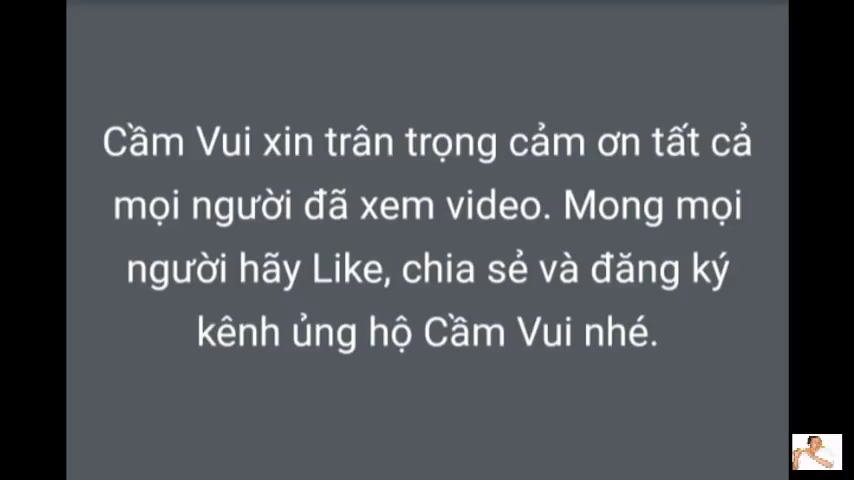 Cầm Vui xin trân trọng cảm ơn tất cả
mọi người đã xem video. Mong mọi
người hãy Like, chia sẻ và đăng ký
kênh ủng hộ Cầm Vui nhé.